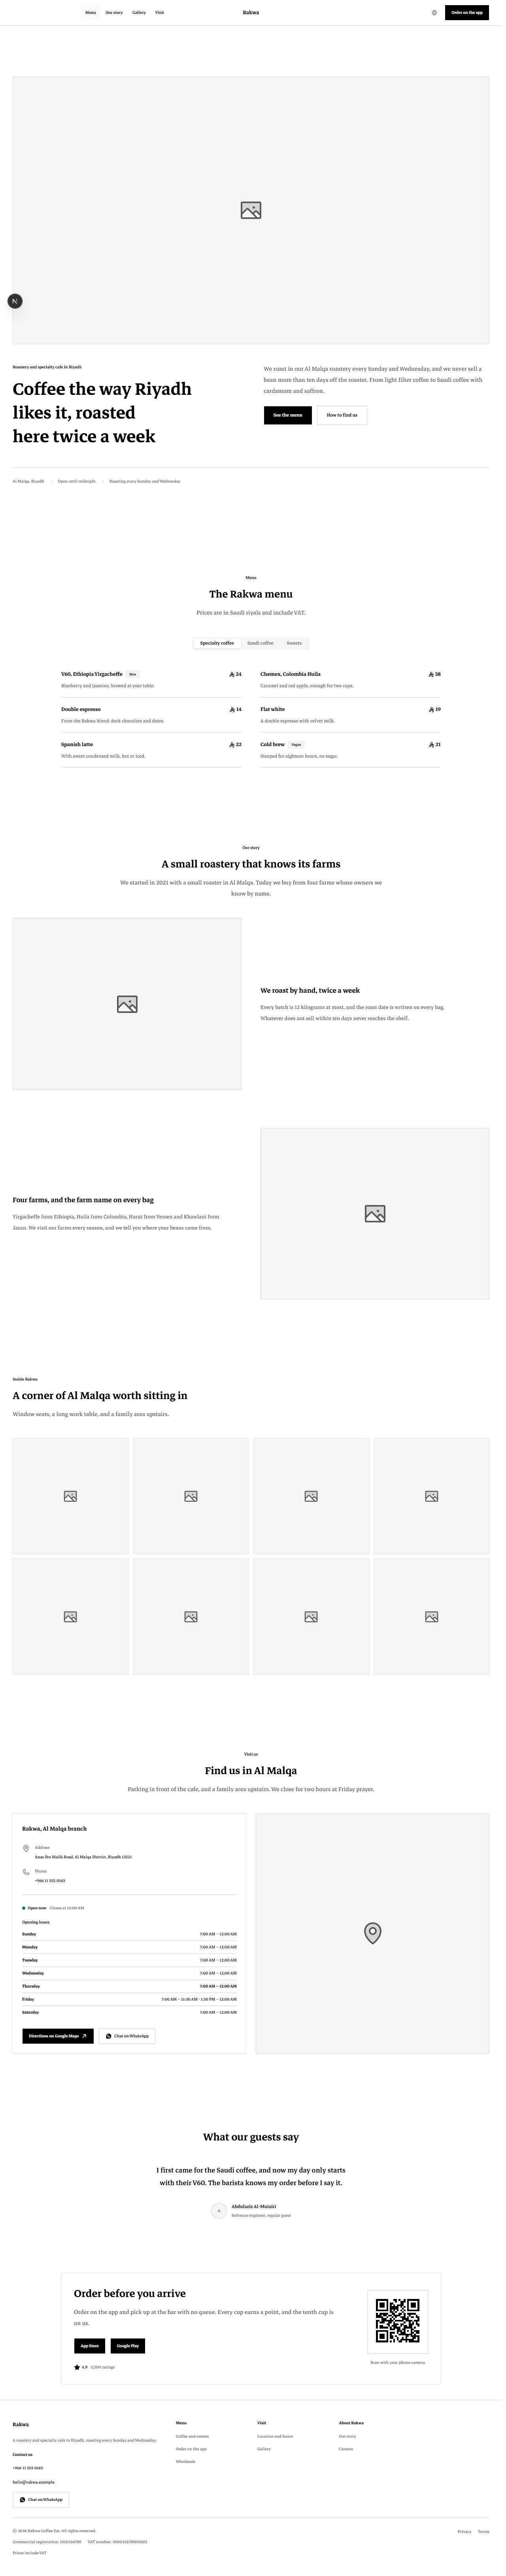 Menu Our story Gallery Visit
Rakwa
Order on the app
N
Roastery and specialty cafe in Riyadh
Coffee the way Riyadh
likes it, roasted
here twice a week
We roast in our Al Malqa roastery every Sunday and Wednesday, and we never sell a
bean more than ten days off the roaster. From light filter coffee to Saudi coffee with
cardamom and saffron.
See the menu How to find us
Al Malqa, Riyadh Open until midnight Roasting every Sunday and Wednesday
Menu
The Rakwa menu
Prices are in Saudi riyals and include VAT.
Specialty coffee Saudi coffee Sweets
V60, Ethiopia Yirgacheffe New 24
Blueberry and jasmine, brewed at your table.
Chemex, Colombia Huila 38
Caramel and red apple, enough for two cups.
Double espresso 14
From the Rakwa blend: dark chocolate and dates.
Flat white 19
A double espresso with velvet milk.
Spanish latte 22
With sweet condensed milk, hot or iced.
Cold brew Vegan 21
Steeped for eighteen hours, no sugar.
Our story
A small roastery that knows its farms
We started in 2021 with a small roaster in Al Malqa. Today we buy from four farms whose owners we
know by name.
We roast by hand, twice a week
Every batch is 12 kilograms at most, and the roast date is written on every bag.
Whatever does not sell within ten days never reaches the shelf.
Four farms, and the farm name on every bag
Yirgacheffe from Ethiopia, Huila from Colombia, Haraz from Yemen and Khawlani from
Jazan. We visit our farms every season, and we tell you where your beans came from.
Inside Rakwa
A corner of Al Malqa worth sitting in
Window seats, a long work table, and a family area upstairs.
Visit us
Find us in Al Malqa
Parking in front of the cafe, and a family area upstairs. We close for two hours at Friday prayer.
Rakwa, Al Malqa branch
Address
Anas Ibn Malik Road, Al Malqa District, Riyadh 13521
Phone
Open now Closes at 12:00 AM
Opening hours
Sunday 7:00 AM – 12:00 AM
Monday 7:00 AM – 12:00 AM
Tuesday 7:00 AM – 12:00 AM
Wednesday 7:00 AM – 12:00 AM
Thursday 7:00 AM – 12:00 AM
Friday 7:00 AM – 11:30 AM · 1:30 PM – 12:00 AM
Saturday 7:00 AM – 12:00 AM
Directions on Google Maps Chat on WhatsApp
What our guests say
I first came for the Saudi coffee, and now my day only starts
with their V60. The barista knows my order before I say it.
A
Abdulaziz Al-Mutairi
Software engineer, regular guest
Order before you arrive
Order on the app and pick up at the bar with no queue. Every cup earns a point, and the tenth cup is
on us.
App Store Google Play
4.9
Scan with your phone camera
Rakwa
A roastery and specialty cafe in Riyadh, roasting every Sunday and Wednesday.
Contact us
hello@rakwa.example
Chat on WhatsApp
Menu
Coffee and sweets
Order on the app
Wholesale
Visit
Location and hours
Gallery
About Rakwa
Our story
Careers
© 2026 Rakwa Coffee Est. All rights reserved.
Privacy Terms
Prices include VAT